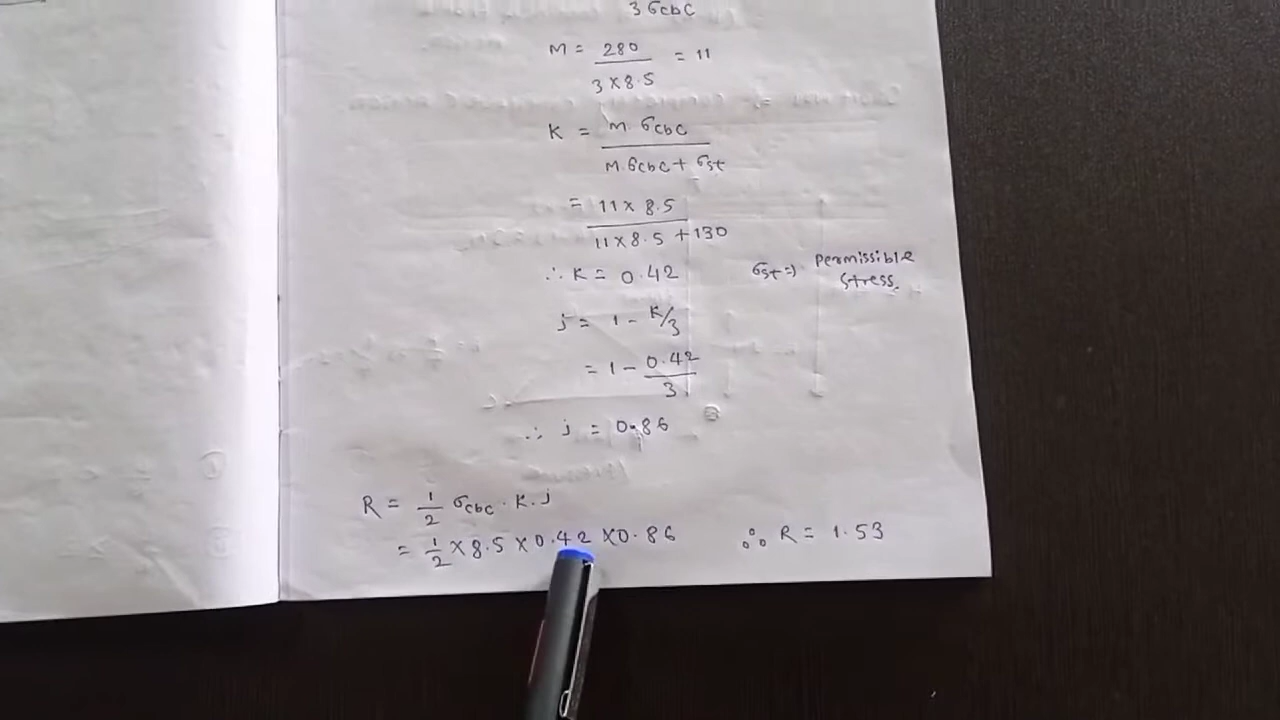 3 σcbc
M = 280 / 3 × 8.5 = 11
K = M. σcbc / M. σcbc + σst
= 11 × 8.5 / 11 × 8.5 + 130
∴ K = 0.42
σst ⇒ Permissible
stress.
j = 1 - K/3
= 1 - 0.42 / 3
∴ j = 0.86
R = 1/2 σcbc . K. j
= 1/2 × 8.5 × 0.42 × 0.86 ∴ R = 1.53